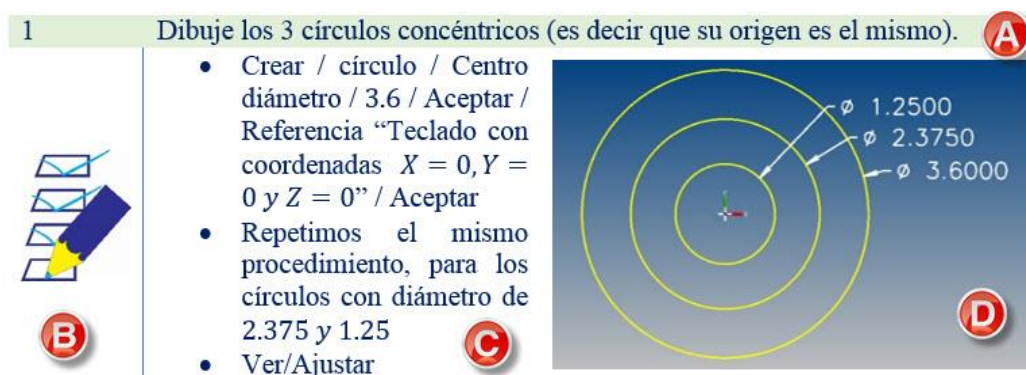 1 Dibuje los 3 círculos concéntricos (es decir que su origen es el mismo).
A
• Crear / círculo / Centro
diámetro / 3.6 / Aceptar /
Referencia “Teclado con
coordenadas X = 0, Y =
0 y Z = 0” / Aceptar
• Repetimos el mismo
procedimiento, para los
círculos con diámetro de
2.375 y 1.25
• Ver/Ajustar
B
C
ø 1.2500
ø 2.3750
ø 3.6000
D